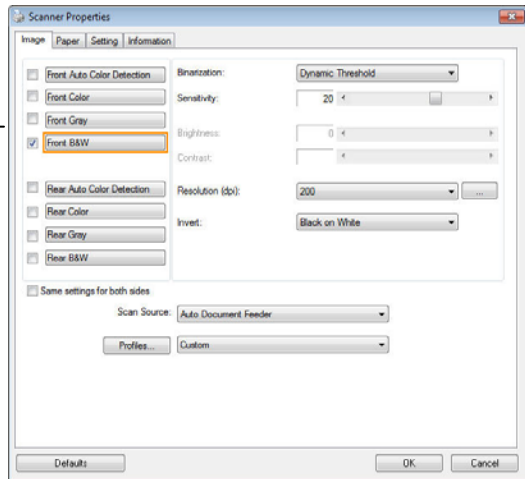 Scanner Properties
Image Paper Setting Information
Front Auto Color Detection
Front Color
Front Gray
Front B&W
Rear Auto Color Detection
Rear Color
Rear Gray
Rear B&W
Binarization: Dynamic Threshold
Sensitivity: 20
Brightness: 0
Contrast:
Resolution (dpi): 200 ...
Invert: Black on White
Same settings for both sides
Scan Source: Auto Document Feeder
Profiles... Custom
Defaults OK Cancel